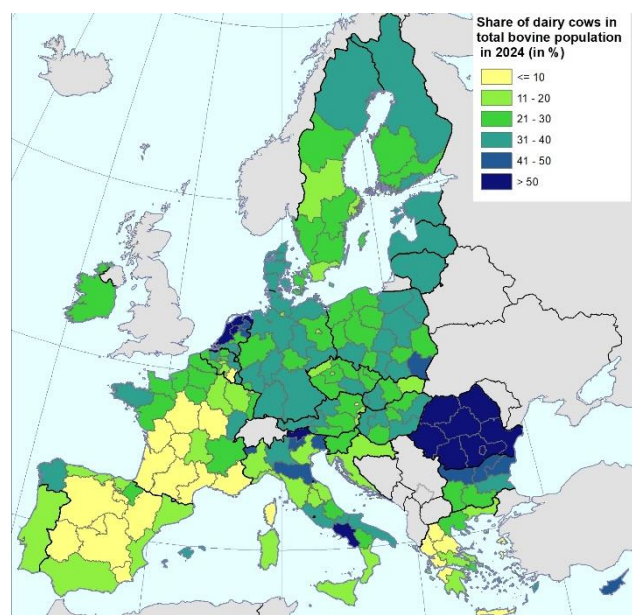 Share of dairy cows in
total bovine population
in 2024 (in %)
<= 10
11 - 20
21 - 30
31 - 40
41 - 50
> 50